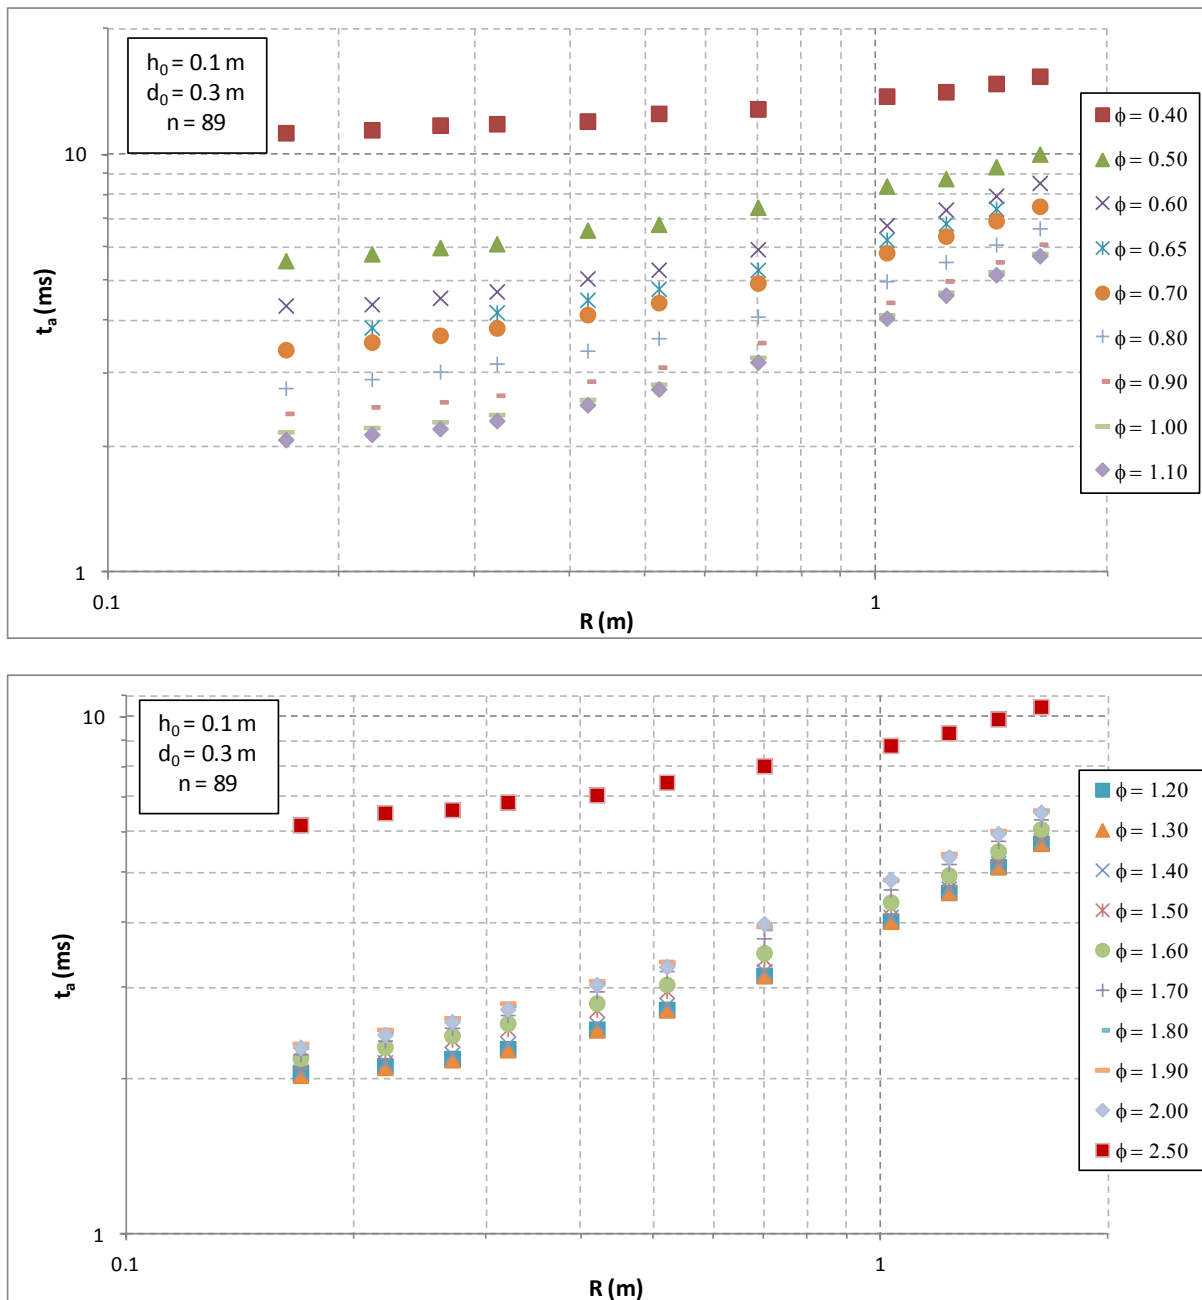 h₀ = 0.1 m
d₀ = 0.3 m
n = 89
10
1
t_a (ms)
0.1
1
R (m)
ϕ = 0.40
ϕ = 0.50
ϕ = 0.60
ϕ = 0.65
ϕ = 0.70
ϕ = 0.80
ϕ = 0.90
ϕ = 1.00
ϕ = 1.10
h₀ = 0.1 m
d₀ = 0.3 m
n = 89
10
1
t_a (ms)
0.1
1
R (m)
ϕ = 1.20
ϕ = 1.30
ϕ = 1.40
ϕ = 1.50
ϕ = 1.60
ϕ = 1.70
ϕ = 1.80
ϕ = 1.90
ϕ = 2.00
ϕ = 2.50